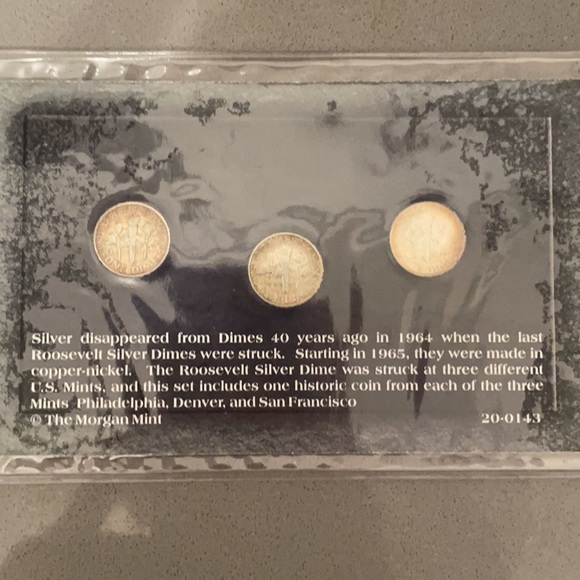 Silver disappeared from Dimes 40 years ago in 1964 when the last
Roosevelt Silver Dimes were struck. Starting in 1965, they were made in
copper-nickel. The Roosevelt Silver Dime was struck at three different
U.S. Mints, and this set includes one historic coin from each of the three
Mints Philadelphia, Denver, and San Francisco
© The Morgan Mint 20-0143